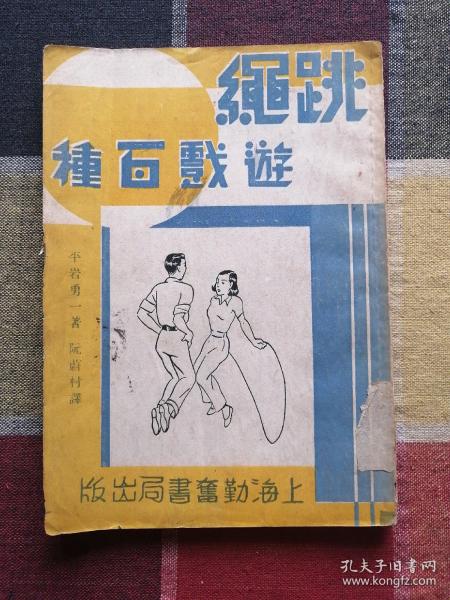 跳繩
遊戲百種
平岩勇一著 阮蔚村譯
上海勤奮書局出版
孔夫子旧书网
www.kongfz.com